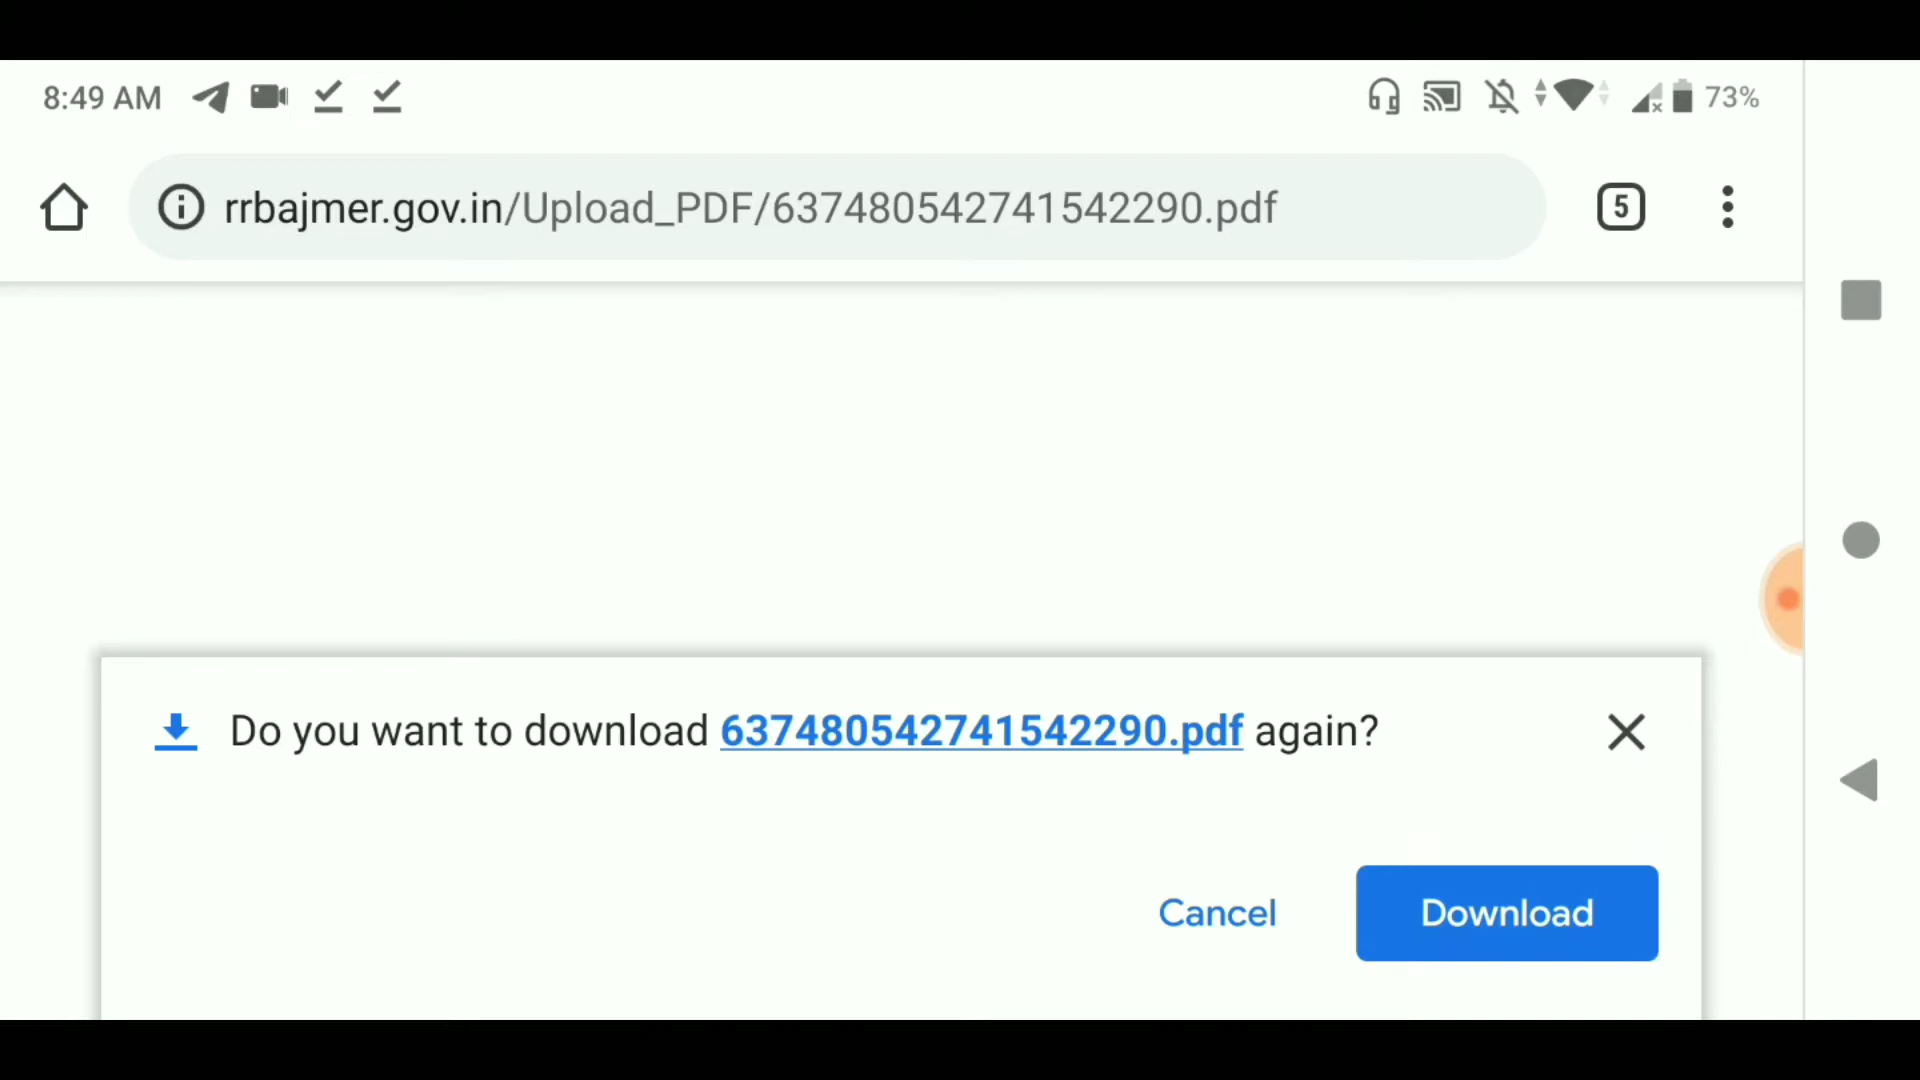 8:49 AM 73%
rrbajmer.gov.in/Upload_PDF/637480542741542290.pdf 5
Do you want to download 637480542741542290.pdf again?
Cancel Download